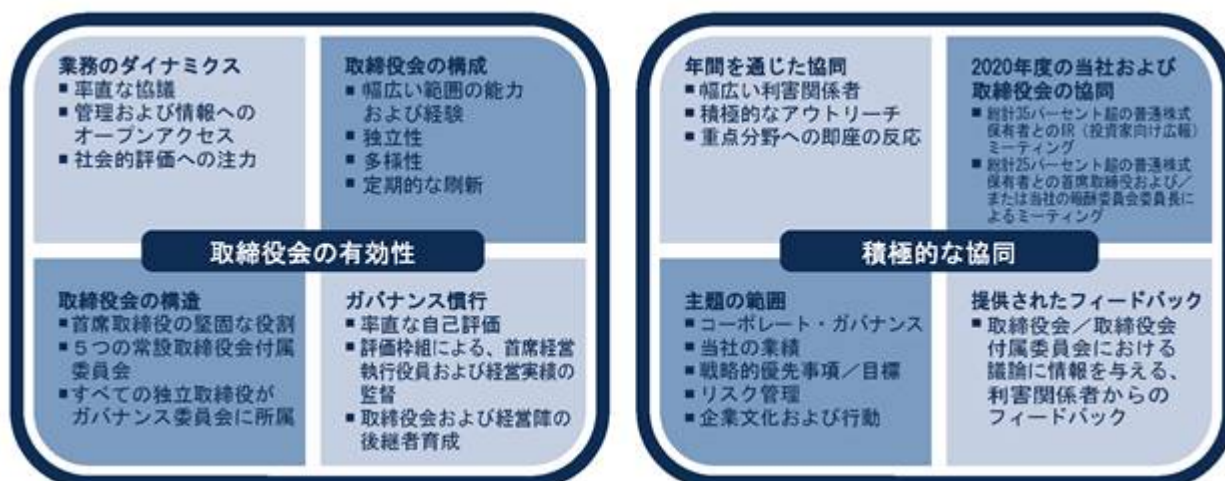 業務のダイナミクス
■ 率直な協議
■ 管理および情報への
オープンアクセス
■ 社会的評価への注力
取締役会の構成
■ 幅広い範囲の能力
および経験
■ 独立性
■ 多様性
■ 定期的な刷新
取締役会の有効性
取締役会の構造
■ 首席取締役の堅固な役割
■ 5つの常設取締役会付属
委員会
■ すべての独立取締役が
ガバナンス委員会に所属
ガバナンス慣行
■ 率直な自己評価
■ 評価枠組による、首席経営
執行役員および経営実績の
監督
■ 取締役会および経営陣の
後継者育成
年間を通じた協同
■ 幅広い利害関係者
■ 積極的なアウトリーチ
■ 重点分野への即座の反応
2020年度の当社および
取締役会の協同
■ 総計35パーセント超の普通株式
保有者とのIR（投資家向け広報）
ミーティング
■ 総計25パーセント超の普通株式
保有者との首席取締役および／
または当社の報酬委員会委員長に
よるミーティング
積極的な協同
主題の範囲
■ コーポレート・ガバナンス
■ 当社の業績
■ 戦略的優先事項／目標
■ リスク管理
■ 企業文化および行動
提供されたフィードバック
■ 取締役会／取締役会
付属委員会における
議論に情報を与える、
利害関係者からの
フィードバック